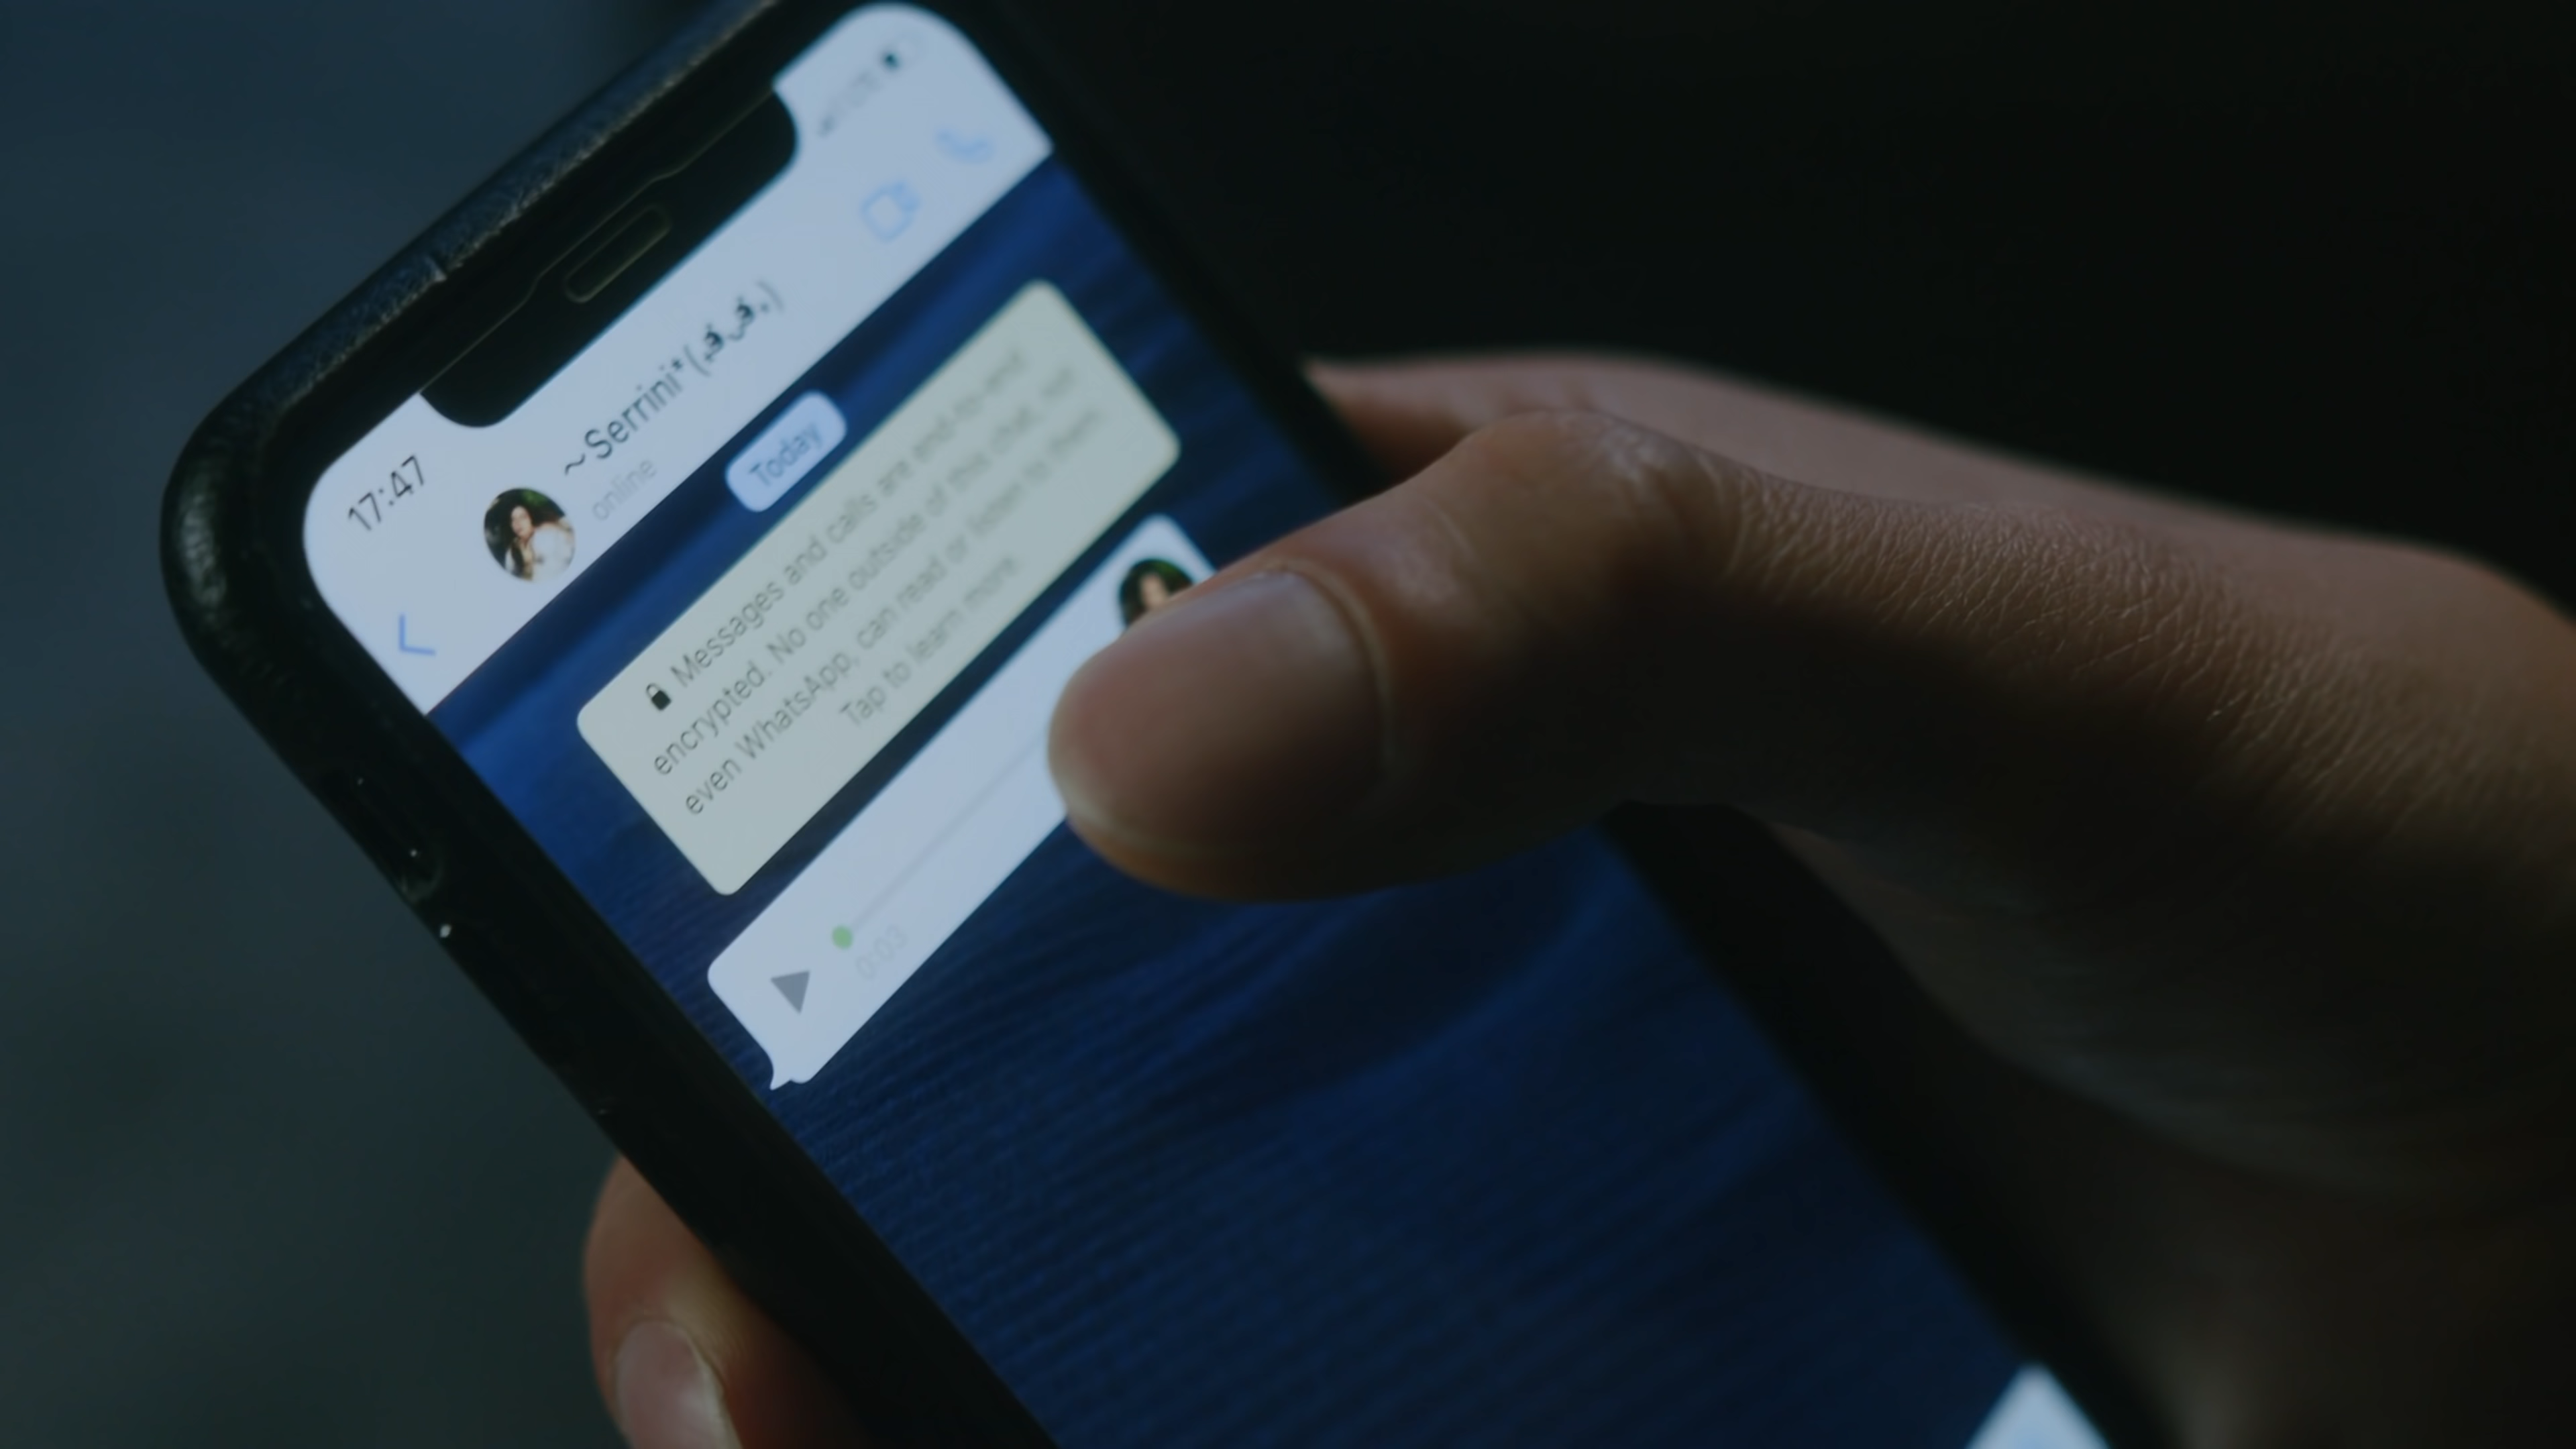 17:47
~Serrini*(
online
Today
Messages and calls are end-to-end
encrypted. No one outside of this chat, not
even WhatsApp, can read or listen to them.
Tap to learn more.
0:03